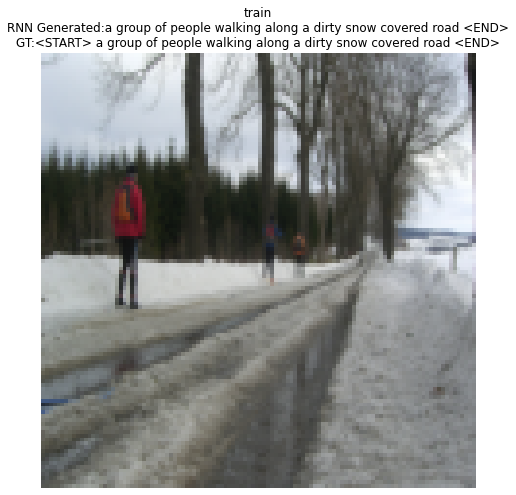 train
RNN Generated:a group of people walking along a dirty snow covered road <END>
GT:<START> a group of people walking along a dirty snow covered road <END>